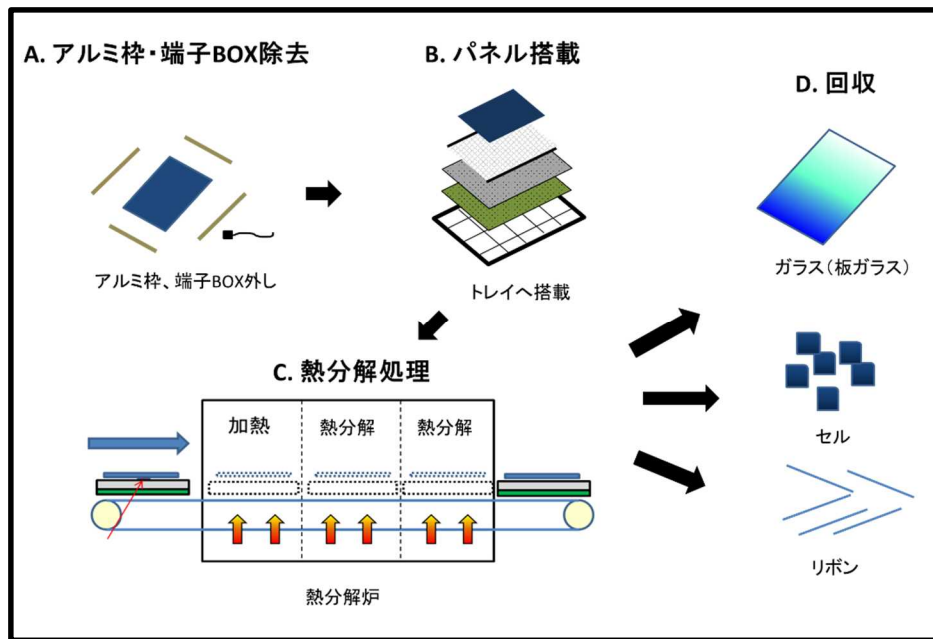 A. アルミ枠・端子BOX除去
アルミ枠、端子BOX外し
B. パネル搭載
トレイへ搭載
C. 熱分解処理
加熱
熱分解
熱分解
熱分解炉
D. 回収
ガラス(板ガラス)
セル
リボン